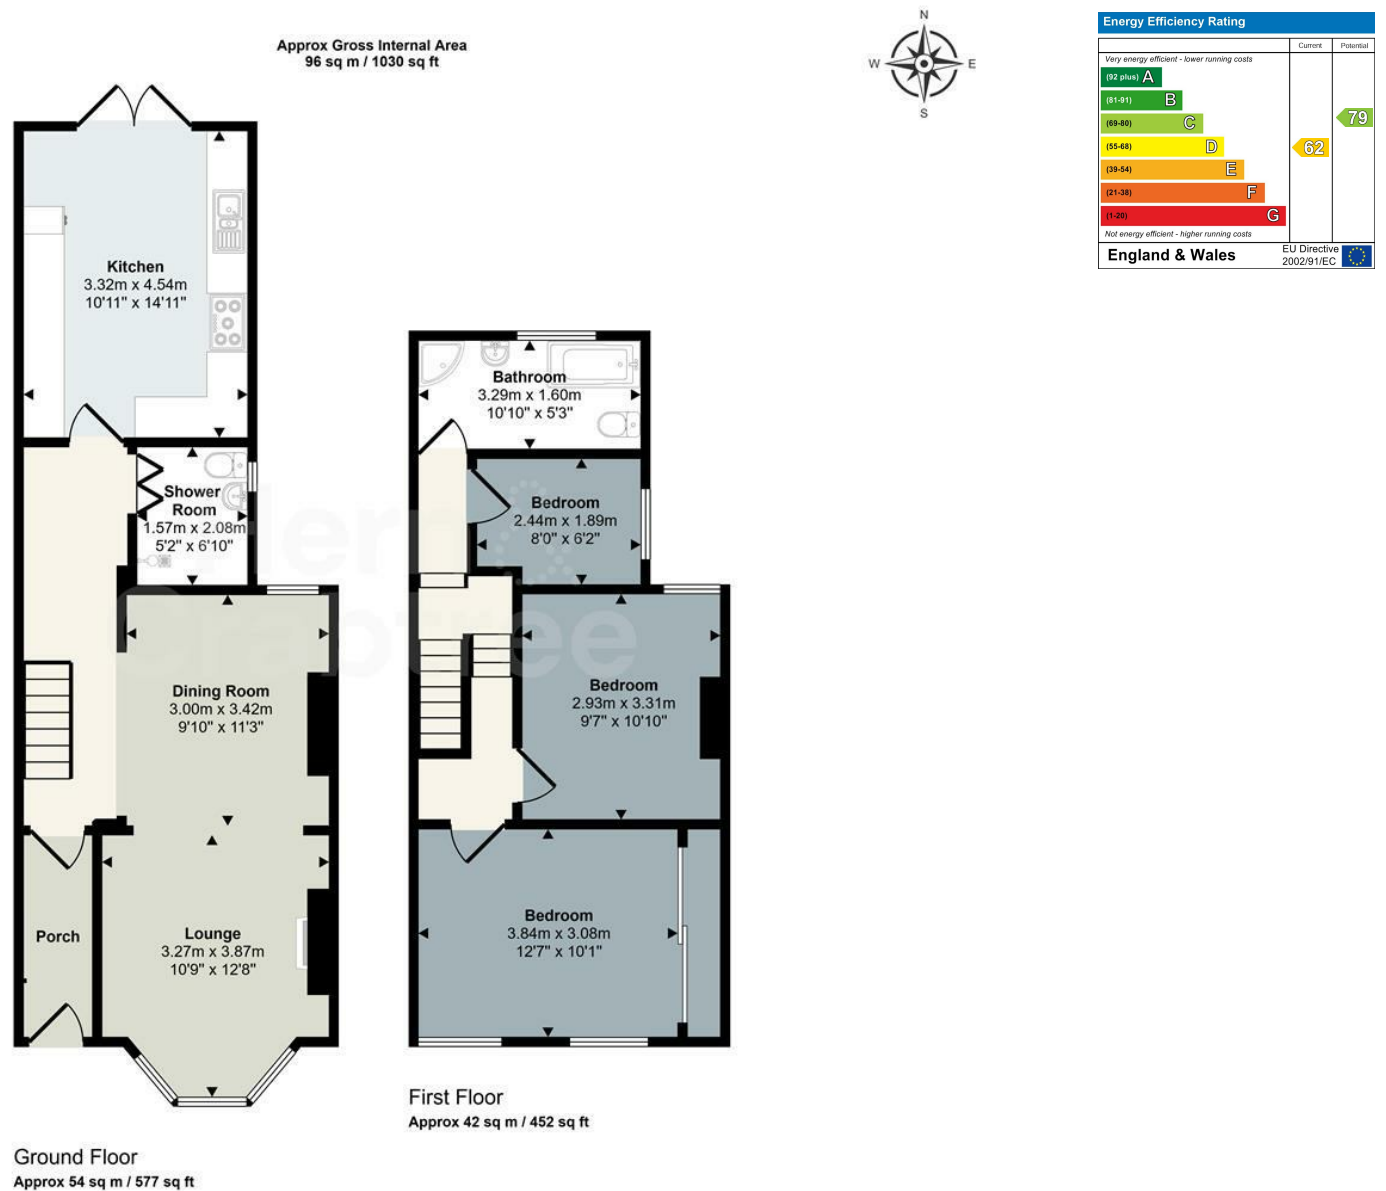 Approx Gross Internal Area
96 sq m / 1030 sq ft
N
W
E
S
Energy Efficiency Rating
Current
Potential
Very energy efficient - lower running costs
(92 plus) A
(81-91) B
(69-80) C
(55-68) D
(39-54) E
(21-38) F
(1-20) G
62
79
Not energy efficient - higher running costs
England & Wales
EU Directive
2002/91/EC
Kitchen
3.32m x 4.54m
10'11" x 14'11"
Shower
Room
1.57m x 2.08m
5'2" x 6'10"
Dining Room
3.00m x 3.42m
9'10" x 11'3"
Porch
Lounge
3.27m x 3.87m
10'9" x 12'8"
Ground Floor
Approx 54 sq m / 577 sq ft
Bathroom
3.29m x 1.60m
10'10" x 5'3"
Bedroom
2.44m x 1.89m
8'0" x 6'2"
Bedroom
2.93m x 3.31m
9'7" x 10'10"
Bedroom
3.84m x 3.08m
12'7" x 10'1"
First Floor
Approx 42 sq m / 452 sq ft